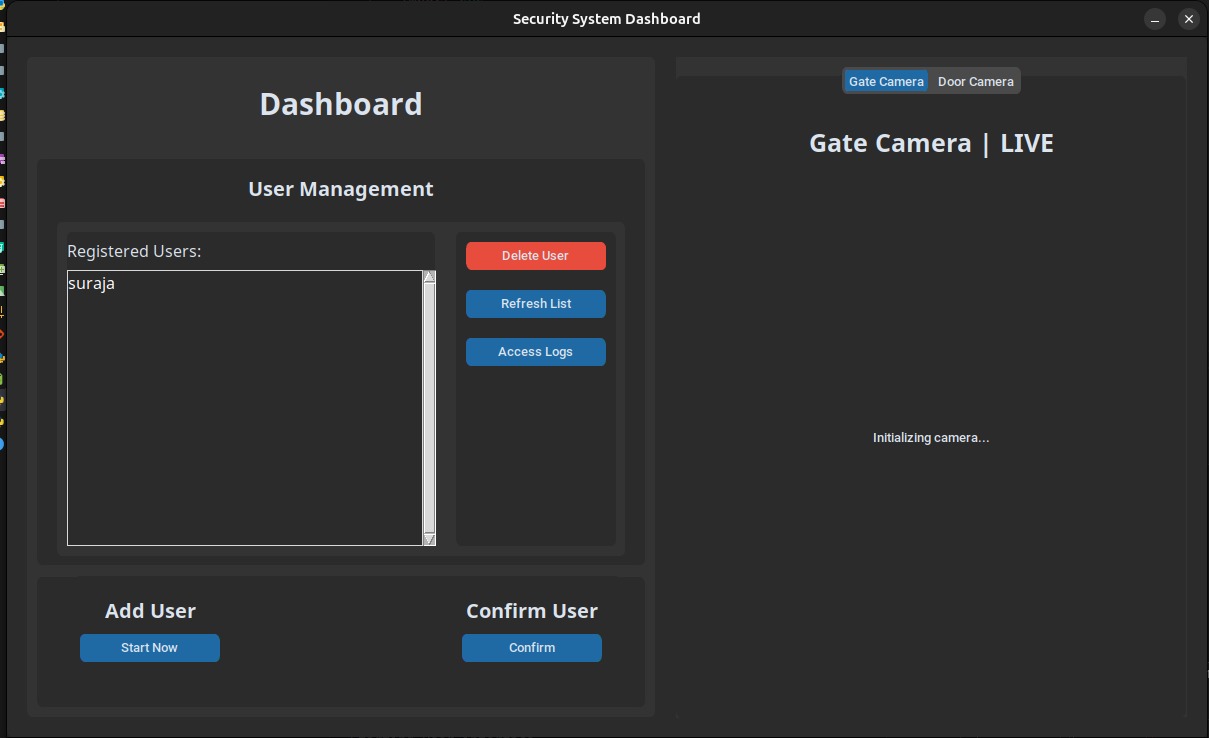 Security System Dashboard
Dashboard
User Management
Registered Users:
suraja
Delete User
Refresh List
Access Logs
Add User
Start Now
Confirm User
Confirm
Gate Camera
Door Camera
Gate Camera | LIVE
Initializing camera...